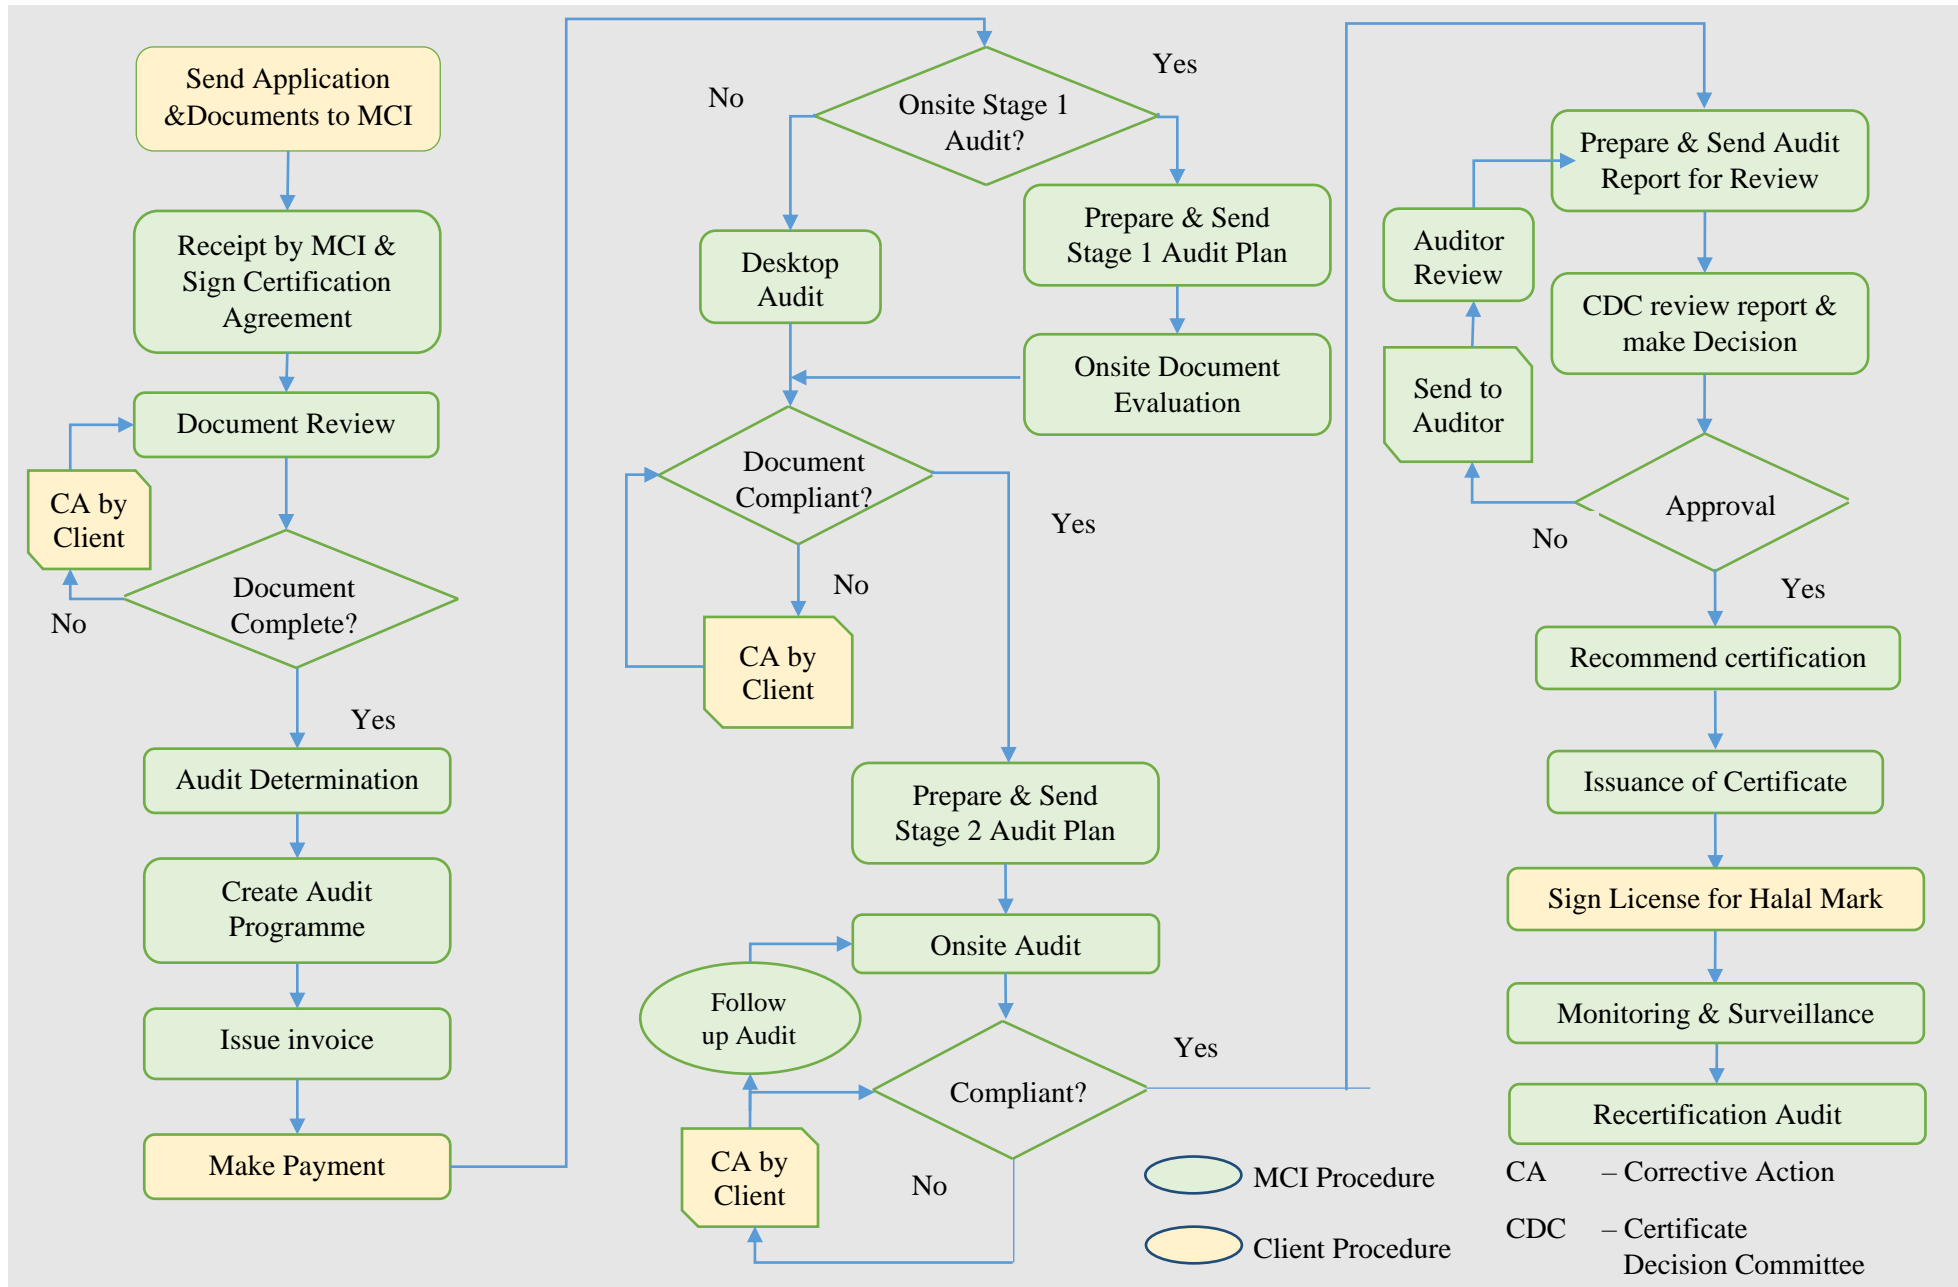 Send Application
&Documents to MCI
Receipt by MCI &
Sign Certification
Agreement
Document Review
CA by
Client
Document
Complete?
No
Yes
Audit Determination
Create Audit
Programme
Issue invoice
Make Payment
Onsite Stage 1
Audit?
No
Yes
Desktop
Audit
Prepare & Send
Stage 1 Audit Plan
Onsite Document
Evaluation
Document
Compliant?
Yes
No
CA by
Client
Prepare & Send
Stage 2 Audit Plan
Onsite Audit
Follow
up Audit
Compliant?
Yes
No
CA by
Client
Prepare & Send Audit
Report for Review
Auditor
Review
CDC review report &
make Decision
Send to
Auditor
Approval
No
Yes
Recommend certification
Issuance of Certificate
Sign License for Halal Mark
Monitoring & Surveillance
Recertification Audit
MCI Procedure
Client Procedure
CA – Corrective Action
CDC – Certificate
Decision Committee